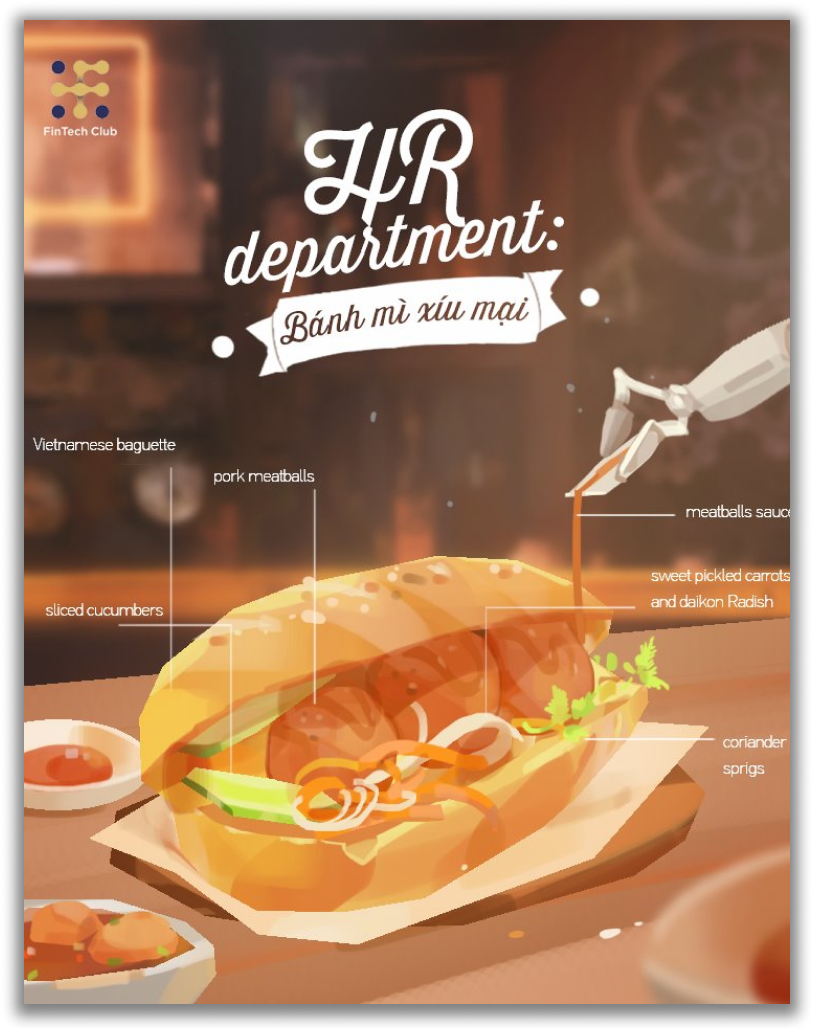 FinTech Club
HR
department:
Bánh mì xíu mại
Vietnamese baguette
pork meatballs
meatballs sauce
sweet pickled carrots
and daikon Radish
sliced cucumbers
coriander
sprigs